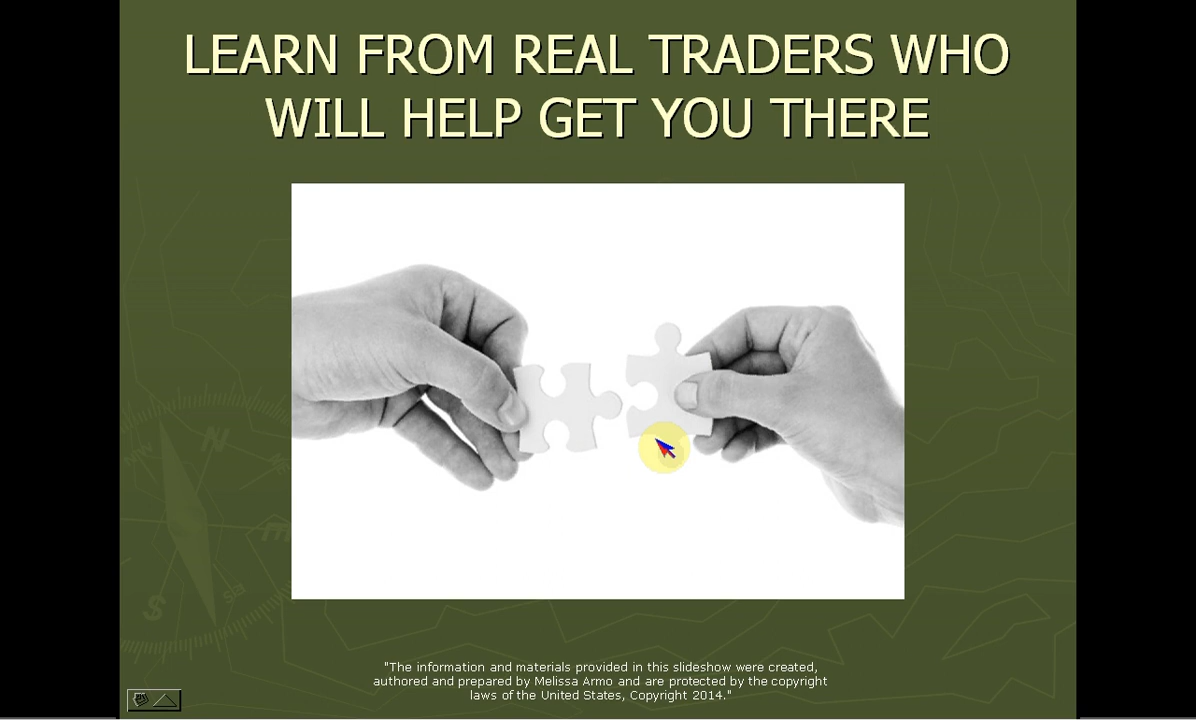 LEARN FROM REAL TRADERS WHO
WILL HELP GET YOU THERE
N
E
S
SE
"The information and materials provided in this slideshow were created,
authored and prepared by Melissa Armo and are protected by the copyright
laws of the United States, Copyright 2014."